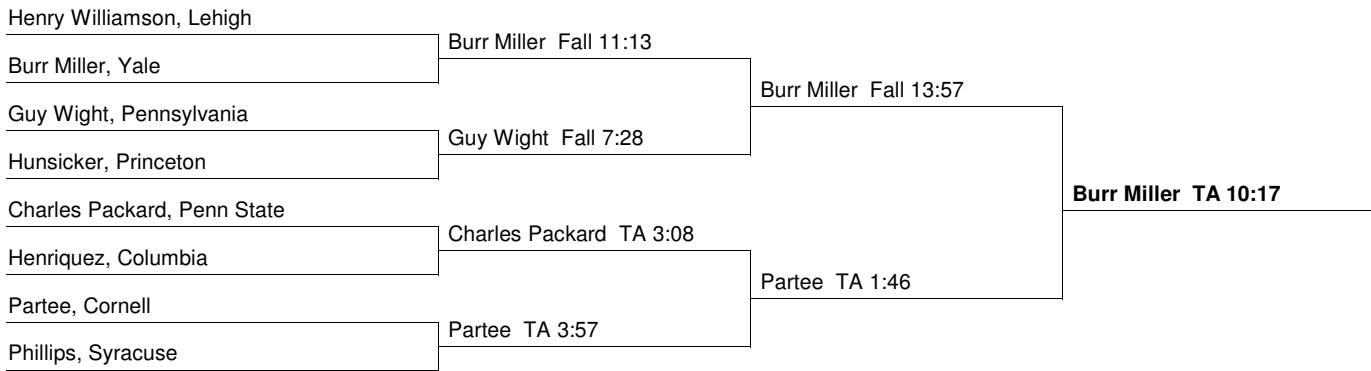 Henry Williamson, Lehigh
Burr Miller, Yale
Guy Wight, Pennsylvania
Hunsicker, Princeton
Charles Packard, Penn State
Henriquez, Columbia
Partee, Cornell
Phillips, Syracuse
Burr Miller  Fall 11:13
Guy Wight  Fall 7:28
Charles Packard  TA 3:08
Partee  TA 3:57
Burr Miller  Fall 13:57
Partee  TA 1:46
Burr Miller  TA 10:17